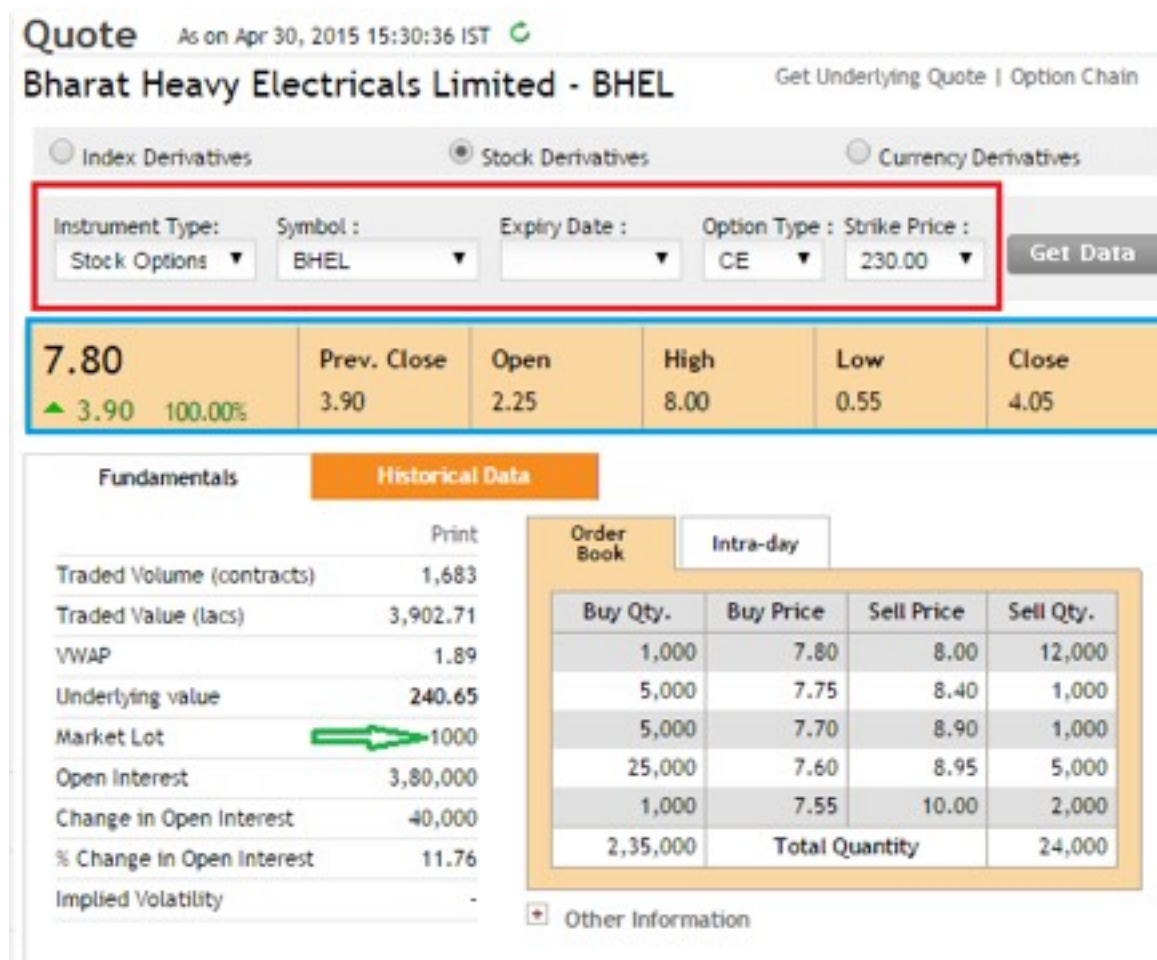 Quote As on Apr 30, 2015 15:30:36 IST
Bharat Heavy Electricals Limited - BHEL Get Underlying Quote | Option Chain
Index Derivatives Stock Derivatives Currency Derivatives
Instrument Type: Symbol : Expiry Date : Option Type : Strike Price :
Stock Options BHEL CE 230.00 Get Data
7.80 Prev. Close Open High Low Close
3.90 100.00% 3.90 2.25 8.00 0.55 4.05
Fundamentals Historical Data
Print
Traded Volume (contracts) 1,683
Traded Value (lacs) 3,902.71
VWAP 1.89
Underlying value 240.65
Market Lot 1000
Open Interest 3,80,000
Change in Open Interest 40,000
% Change in Open Interest 11.76
Implied Volatility -
Order Book Intra-day
Buy Qty. Buy Price Sell Price Sell Qty.
1,000 7.80 8.00 12,000
5,000 7.75 8.40 1,000
5,000 7.70 8.90 1,000
25,000 7.60 8.95 5,000
1,000 7.55 10.00 2,000
2,35,000 Total Quantity 24,000
Other Information